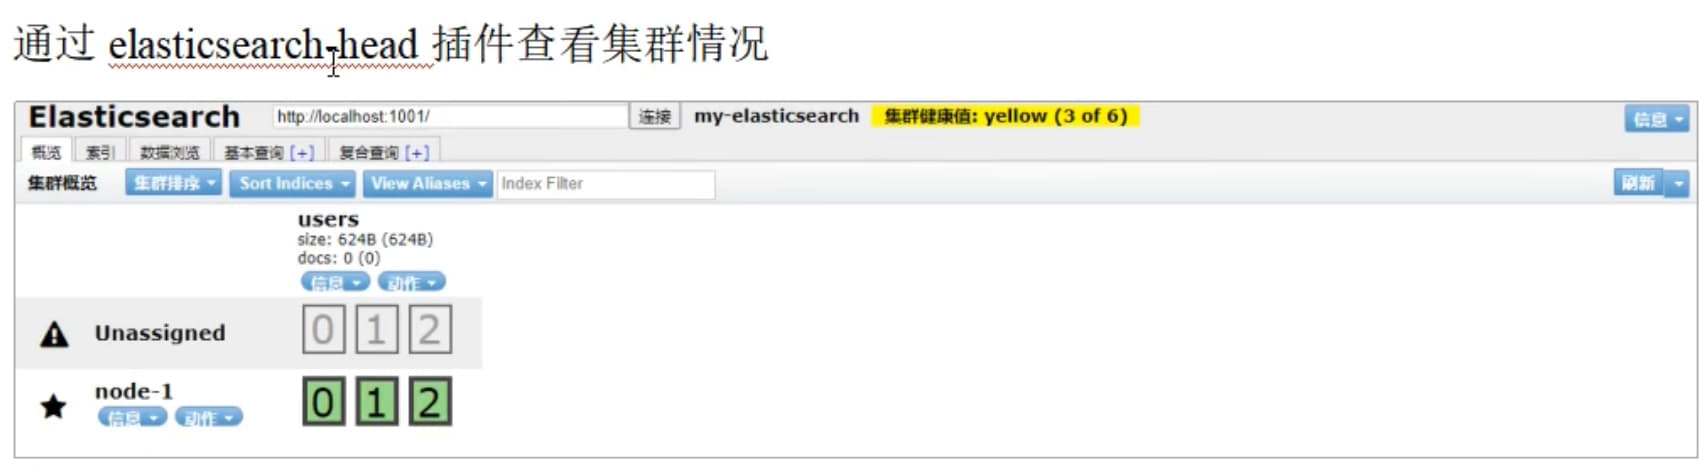 通过 elasticsearch-head 插件查看集群情况
Elasticsearch http://localhost:1001/ 连接 my-elasticsearch 集群健康值: yellow (3 of 6) 信息
概览 索引 数据浏览 基本查询 [+] 复合查询 [+]
集群概览 集群排序 Sort Indices View Aliases Index Filter 刷新
users
size: 624B (624B)
docs: 0 (0)
信息 动作
Unassigned 0 1 2
node-1
信息 动作
0 1 2